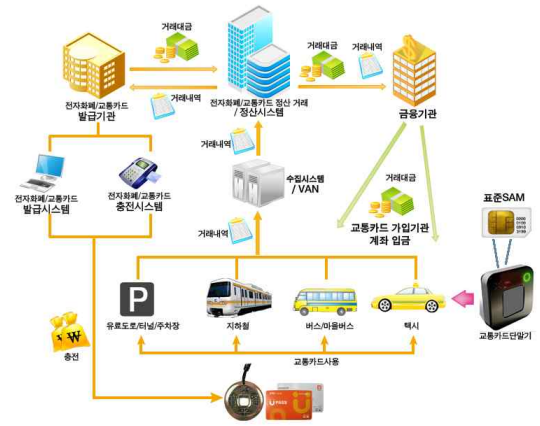 거래대금
거래대금
거래내역
전자화폐/교통카드
발급기관
거래내역
전자화폐/교통카드 정산 거래
/ 정산시스템
금융기관
거래내역
전자화폐/교통카드
발급시스템
전자화폐/교통카드
충전시스템
수집시스템
/ VAN
거래대금
교통카드 가입기관
계좌 입금
표준SAM
거래내역
P
유료도로/터널/주차장
지하철
버스/마을버스
택시
교통카드단말기
교통카드사용
₩
충전
U PASS